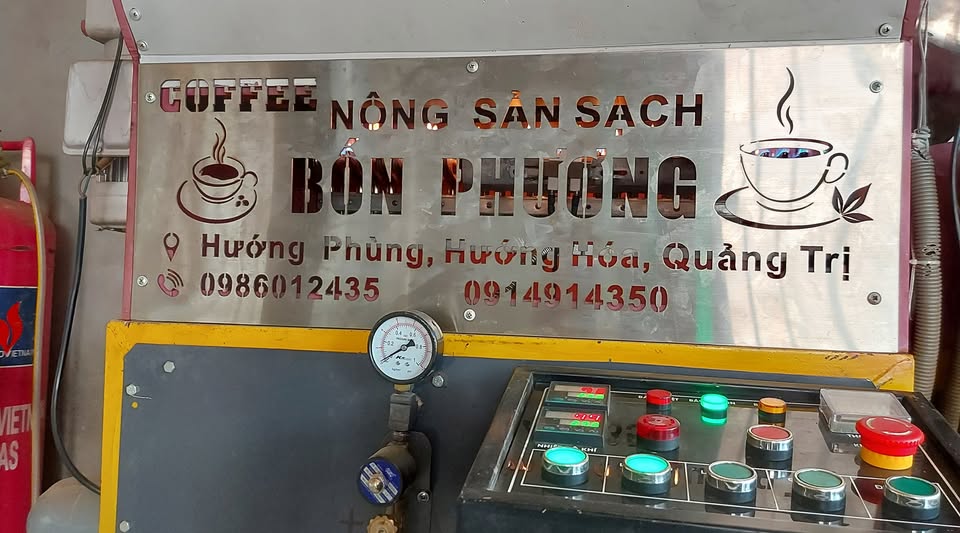 COFFEE NÔNG SẢN SẠCH
BỐN PHƯƠNG
Hướng Phùng, Hướng Hóa, Quảng Trị
0986012435 0914914350